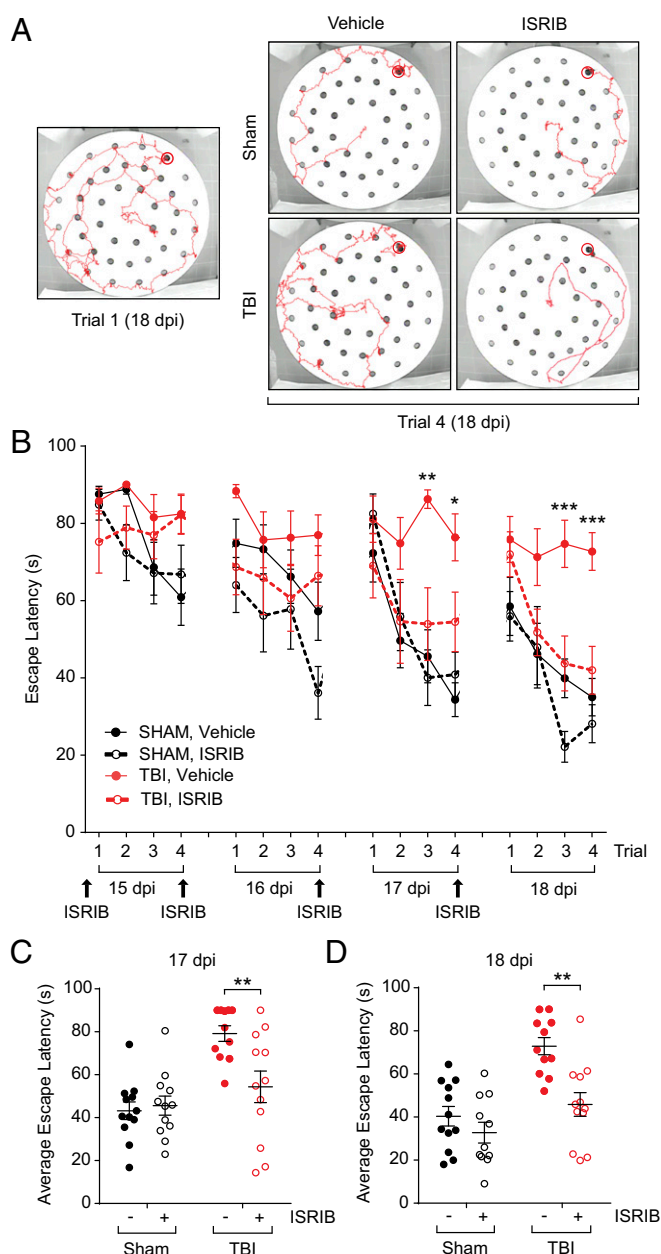 A
Vehicle ISRIB
Sham
TBI
Trial 1 (18 dpi)
Trial 4 (18 dpi)
B
100
80
60
40
20
0
Escape Latency (s)
** * *** ***
SHAM, Vehicle
SHAM, ISRIB
TBI, Vehicle
TBI, ISRIB
1 2 3 4 1 2 3 4 1 2 3 4 1 2 3 4 Trial
15 dpi 16 dpi 17 dpi 18 dpi
ISRIB ISRIB ISRIB ISRIB
C
17 dpi
**
100
80
60
40
20
0
Average Escape Latency (s)
- + - +
Sham TBI
D
18 dpi
**
100
80
60
40
20
0
Average Escape Latency (s)
- + - + ISRIB
Sham TBI